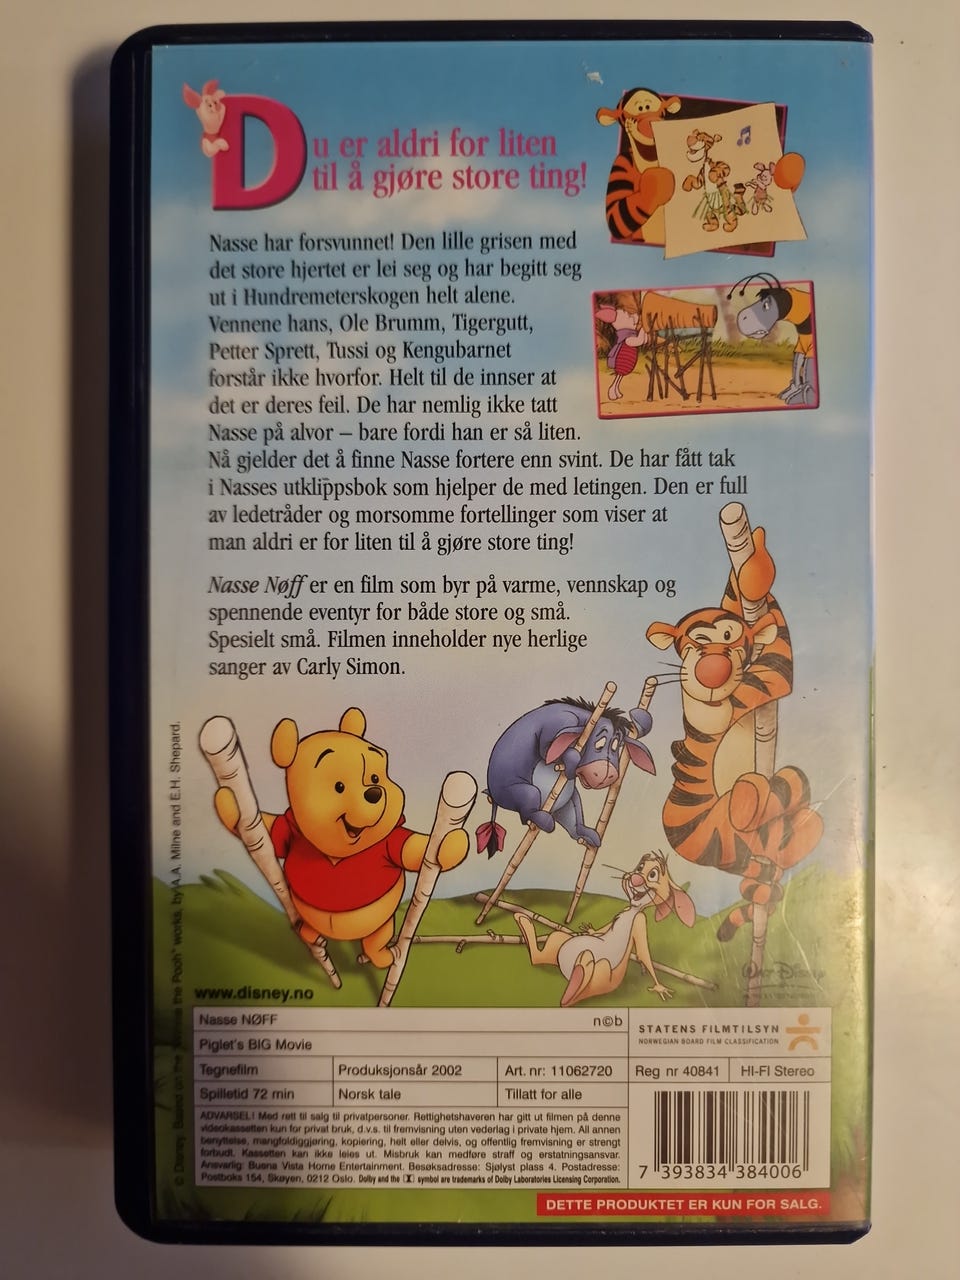 Du er aldri for liten
til å gjøre store ting!
Nasse har forsvunnet! Den lille grisen med
det store hjertet er lei seg og har begitt seg
ut i Hundremeterskogen helt alene.
Vennene hans, Ole Brumm, Tigergutt,
Petter Sprett, Tussi og Kengubarnet
forstår ikke hvorfor. Helt til de innser at
det er deres feil. De har nemlig ikke tatt
Nasse på alvor – bare fordi han er så liten.
Nå gjelder det å finne Nasse fortere enn svint. De har fått tak
i Nasses utklippsbok som hjelper de med letingen. Den er full
av ledetråder og morsomme fortellinger som viser at
man aldri er for liten til å gjøre store ting!
Nasse Nøff er en film som byr på varme, vennskap og
spennende eventyr for både store og små.
Spesielt små. Filmen inneholder nye herlige
sanger av Carly Simon.
© Disney. Based on the "Winnie the Pooh" works, by A.A. Milne and E.H. Shepard.
Walt Disney
www.disney.no
Nasse NØFF n©b
Piglet's BIG Movie
STATENS FILMTILSYN
NORWEGIAN BOARD FILM CLASSIFICATION
Tegnefilm Produksjonsår 2002 Art. nr: 11062720 Reg nr 40841 HI-FI Stereo
Spilletid 72 min Norsk tale Tillatt for alle
ADVARSEL! Med rett til salg til privatpersoner. Rettighetshaveren har gitt ut filmen på denne
videokassetten kun for privat bruk, d.v.s. til fremvisning uten vederlag i private hjem. All annen
benyttelse, mangfoldiggjøring, kopiering, helt eller delvis, og offentlig fremvisning er strengt
forbudt. Kassetten kan ikke leies ut. Misbruk kan medføre straff og erstatningsansvar.
Ansvarlig: Buena Vista Home Entertainment. Besøksadresse: Sjølyst plass 4. Postadresse:
Postboks 154, Skøyen, 0212 Oslo. Dolby and the symbol are trademarks of Dolby Laboratories Licensing Corporation.
7 393834 384006
DETTE PRODUKTET ER KUN FOR SALG.